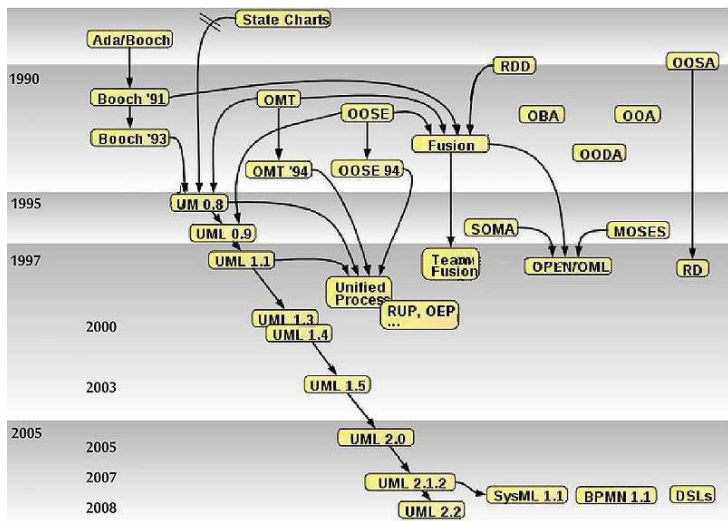 State Charts
Ada/Booch
OOSA
RDD
1990
Booch '91
OMT
OOSE
OBA
OOA
Booch '93
Fusion
OODA
OMT '94
OOSE 94
1995
UM 0,8
UML 0.9
SOMA
MOSES
1997
UML 1.1
Team
Fusion
OPEN/OML
RD
Unified
Process
RUP, OEP
...
2000
UML 1.3
UML 1.4
2003
UML 1.5
2005
UML 2.0
2005
2007
UML 2.1.2
SysML 1.1
BPMN 1.1
DSLs
2008
UML 2.2